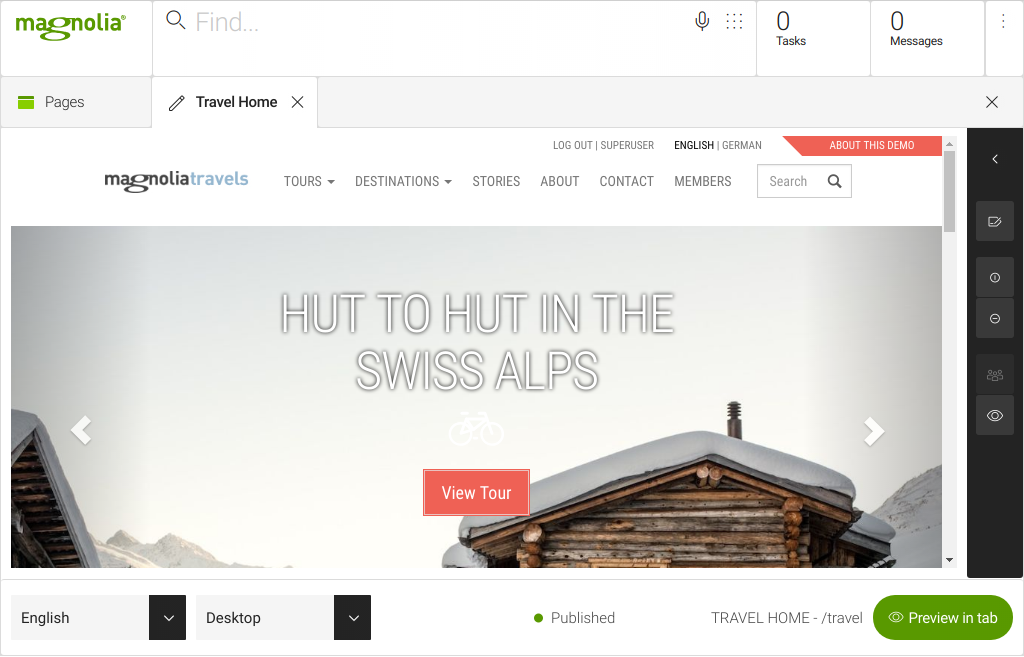 magnolia®
Find...
0
Tasks
0
Messages
Pages
Travel Home
LOG OUT | SUPERUSER
ENGLISH | GERMAN
ABOUT THIS DEMO
magnoliatravels
TOURS
DESTINATIONS
STORIES
ABOUT
CONTACT
MEMBERS
Search
HUT TO HUT IN THE
SWISS ALPS
View Tour
English
Desktop
Published
TRAVEL HOME - /travel
Preview in tab